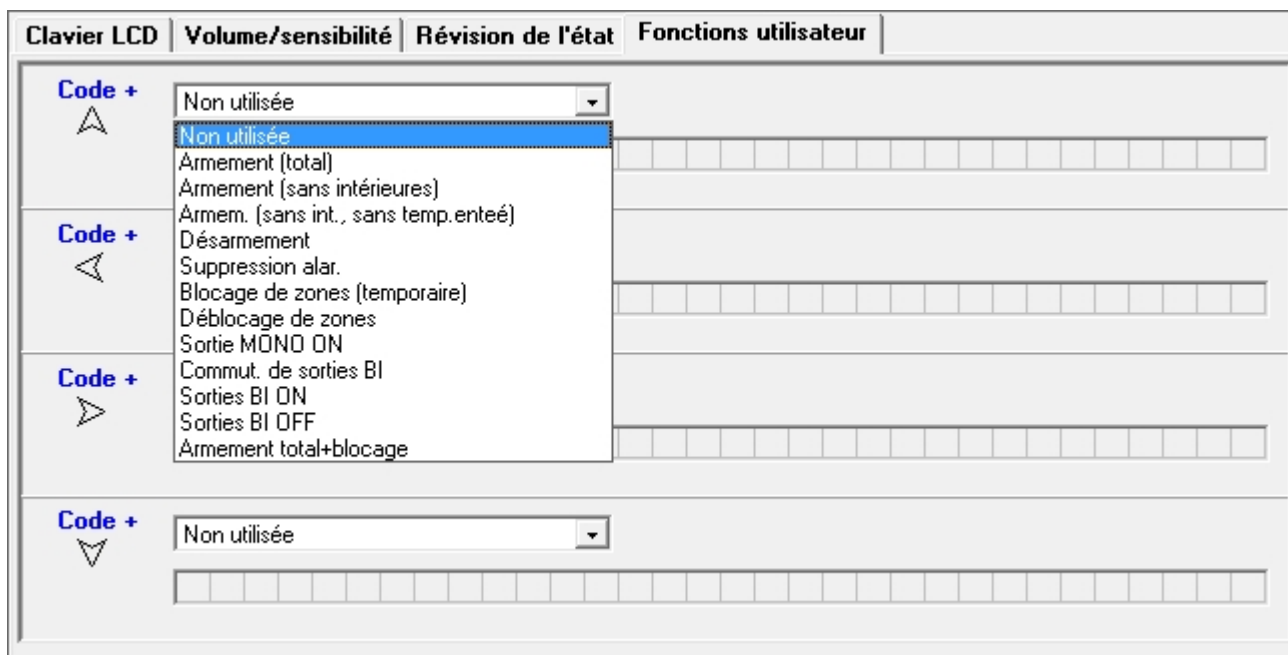 Clavier LCD Volume/sensibilité Révision de l'état Fonctions utilisateur
Code +
Non utilisée
Non utilisée
Armement (total)
Armement (sans intérieures)
Armem. (sans int., sans temp.enteé)
Désarmement
Suppression alar.
Blocage de zones (temporaire)
Déblocage de zones
Sortie MONO ON
Commut. de sorties BI
Sorties BI ON
Sorties BI OFF
Armement total+blocage
Code +
Code +
Code +
Non utilisée